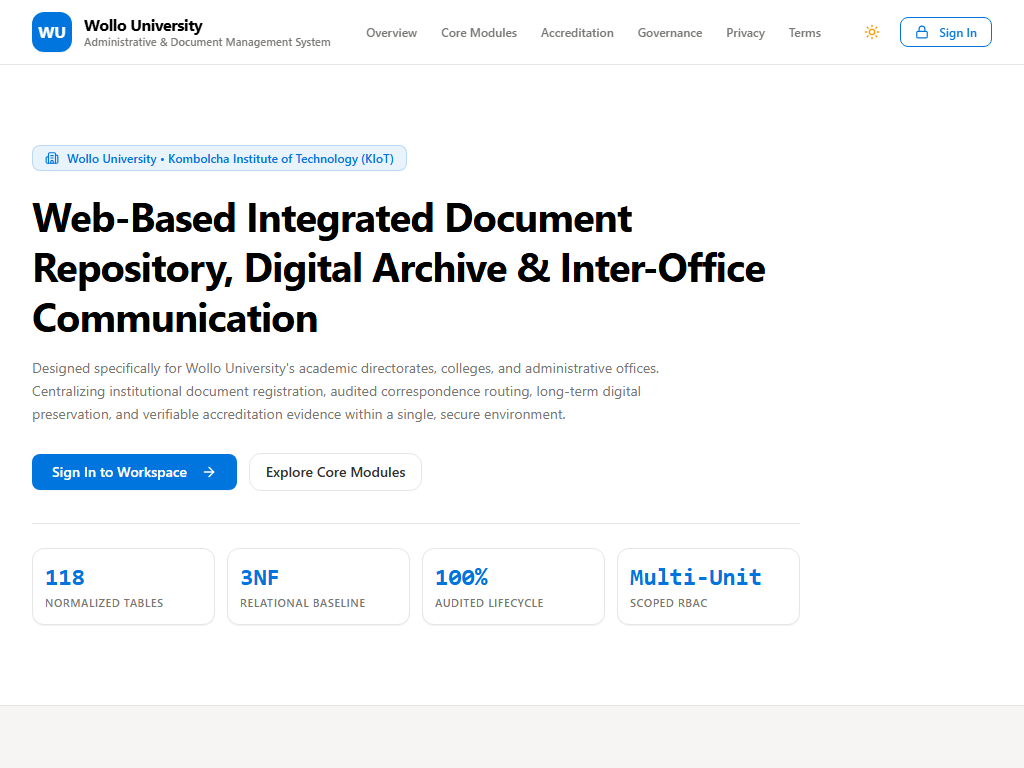 WU
Wollo University
Administrative & Document Management System
Overview
Core Modules
Accreditation
Governance
Privacy
Terms
Sign In
Wollo University • Kombolcha Institute of Technology (KIoT)
Web-Based Integrated Document
Repository, Digital Archive & Inter-Office
Communication
Designed specifically for Wollo University's academic directorates, colleges, and administrative offices.
Centralizing institutional document registration, audited correspondence routing, long-term digital
preservation, and verifiable accreditation evidence within a single, secure environment.
Sign In to Workspace
Explore Core Modules
118
NORMALIZED TABLES
3NF
RELATIONAL BASELINE
100%
AUDITED LIFECYCLE
Multi-Unit
SCOPED RBAC